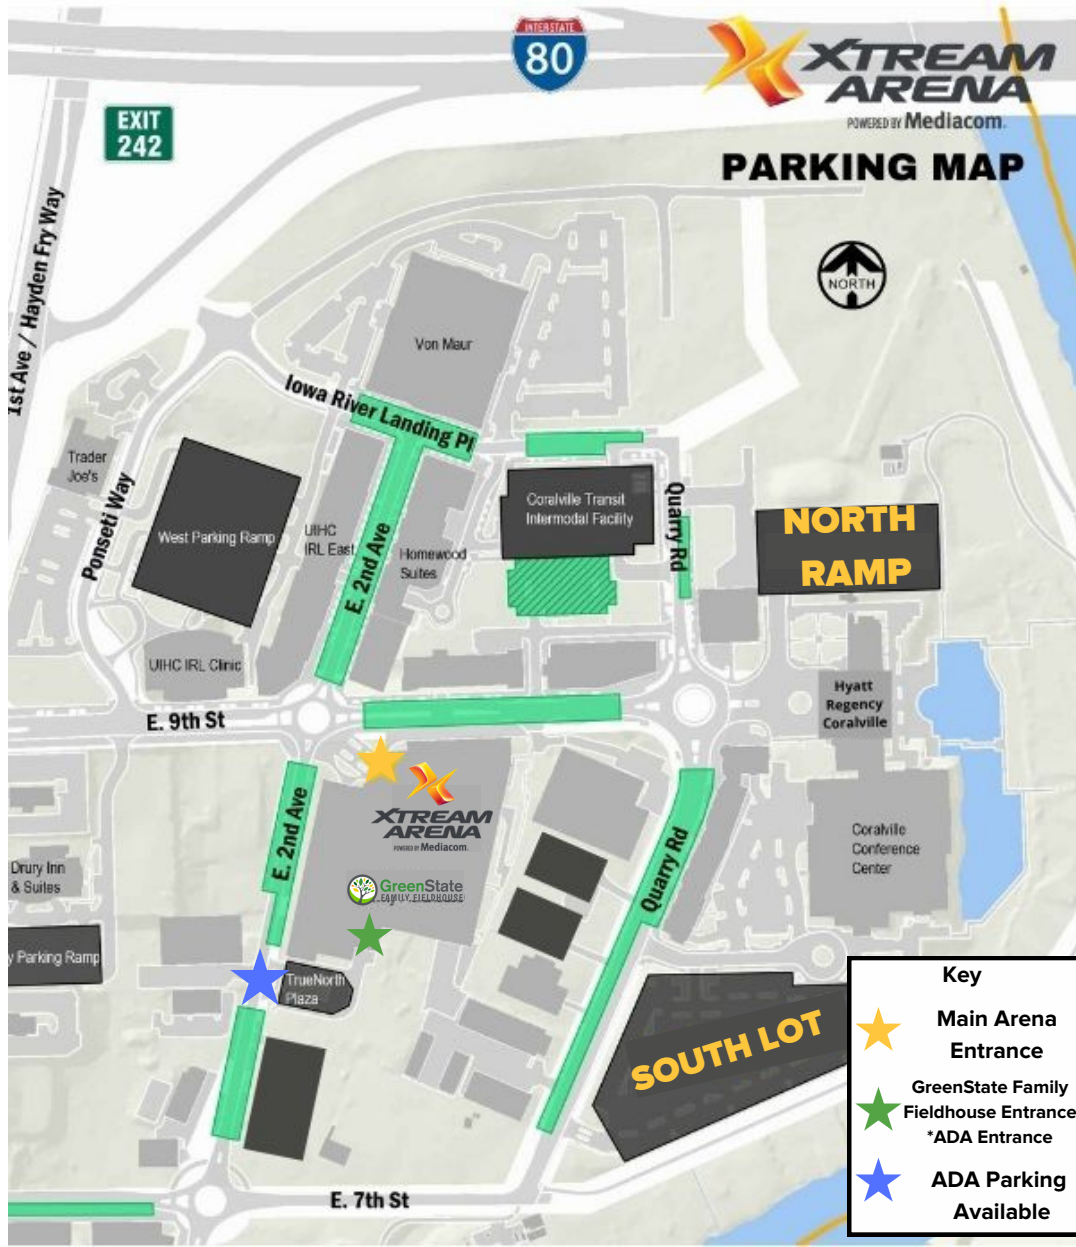 INTERSTATE
80
XTREAM
ARENA
POWERED BY Mediacom.
PARKING MAP
EXIT
242
1st Ave / Hayden Fry Way
NORTH
Von Maur
Iowa River Landing Pl
Trader
Joe's
Ponseti Way
West Parking Ramp
UIHC
IRL East
E. 2nd Ave
Homewood
Suites
Coralville Transit
Intermodal Facility
Quarry Rd
NORTH
RAMP
UIHC IRL Clinic
E. 9th St
Hyatt
Regency
Coralville
XTREAM
ARENA
POWERED BY Mediacom.
E. 2nd Ave
GreenState
FAMILY FIELDHOUSE
Quarry Rd
Coralville
Conference
Center
Drury Inn
& Suites
y Parking Ramp
TrueNorth
Plaza
SOUTH LOT
E. 7th St
Key
Main Arena
Entrance
GreenState Family
Fieldhouse Entrance
*ADA Entrance
ADA Parking
Available